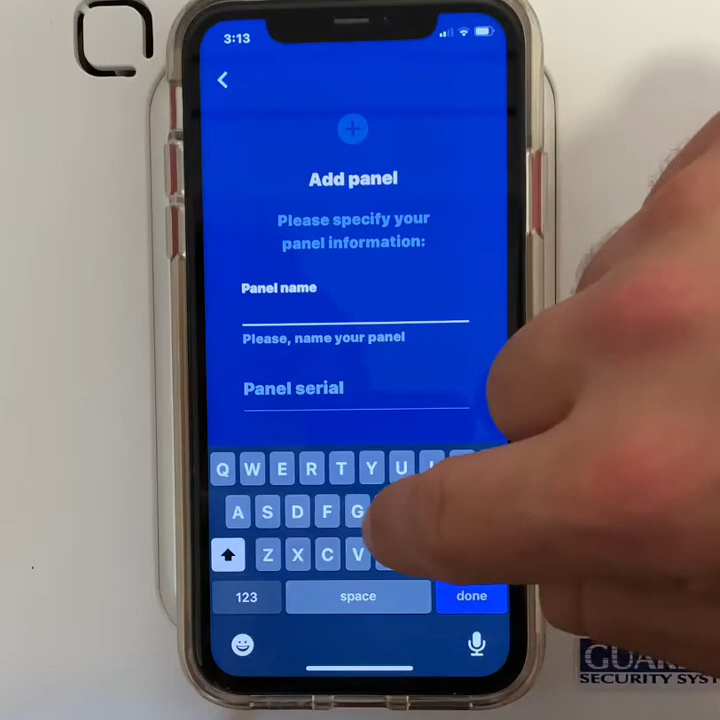 3:13
Add panel
Please specify your
panel information:
Panel name
Please, name your panel
Panel serial
Q W E R T Y U
A S D F G
Z X C V
123 space done
SECURITY